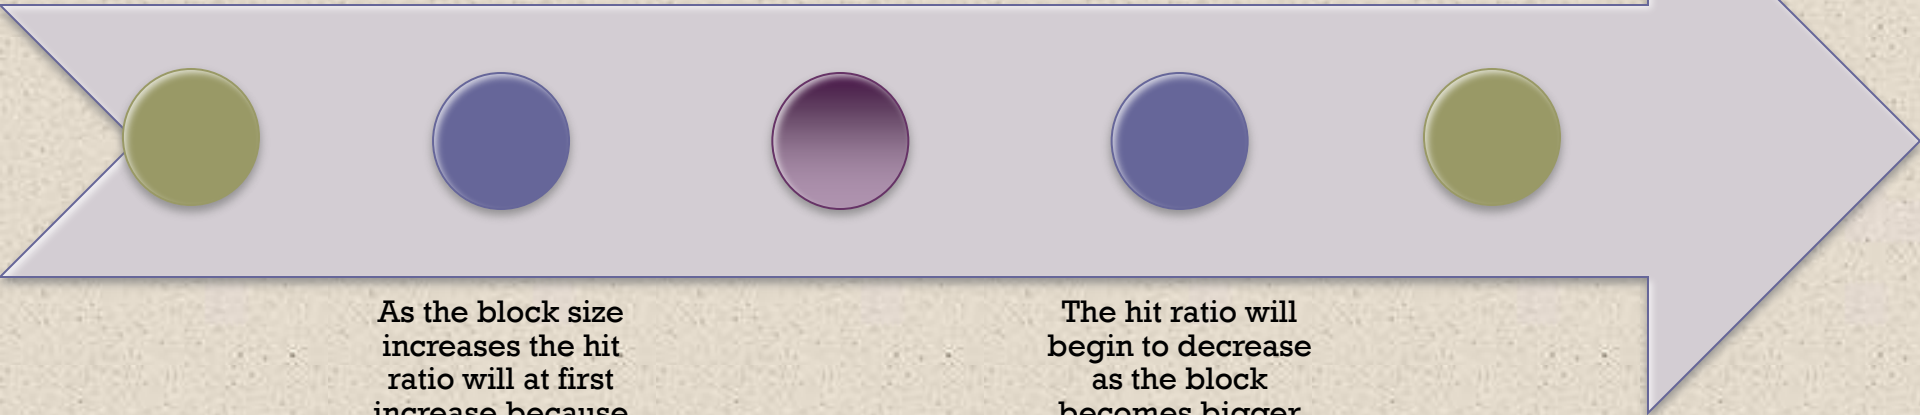 As the block size
increases the hit
ratio will at first
increase because
The hit ratio will
begin to decrease
as the block
becomes bigger